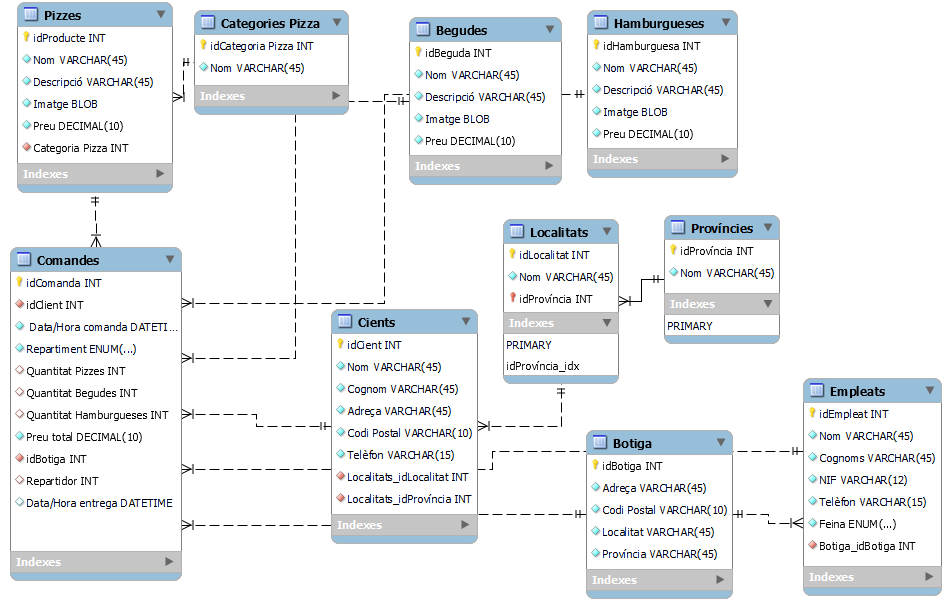 Pizzes
idProducte INT
Nom VARCHAR(45)
Descripció VARCHAR(45)
Imatge BLOB
Preu DECIMAL(10)
Categoria Pizza INT
Indexes
Categories Pizza
idCategoria Pizza INT
Nom VARCHAR(45)
Indexes
Begudes
idBeguda INT
Nom VARCHAR(45)
Descripció VARCHAR(45)
Imatge BLOB
Preu DECIMAL(10)
Indexes
Hamburgueses
idHamburguesa INT
Nom VARCHAR(45)
Descripció VARCHAR(45)
Imatge BLOB
Preu DECIMAL(10)
Indexes
Comandes
idComanda INT
idClient INT
Data/Hora comanda DATETI...
Repartiment ENUM(...)
Quantitat Pizzes INT
Quantitat Begudes INT
Quantitat Hamburgueses INT
Preu total DECIMAL(10)
idBotiga INT
Repartidor INT
Data/Hora entrega DATETIME
Indexes
Cients
idCient INT
Nom VARCHAR(45)
Cognom VARCHAR(45)
Adreça VARCHAR(45)
Codi Postal VARCHAR(10)
Telèfon VARCHAR(15)
Localitats_idLocalitat INT
Localitats_idProvíncia INT
Indexes
Localitats
idLocalitat INT
Nom VARCHAR(45)
idProvíncia INT
Indexes
PRIMARY
idProvíncia_idx
Províncies
idProvíncia INT
Nom VARCHAR(45)
Indexes
PRIMARY
Botiga
idBotiga INT
Adreça VARCHAR(45)
Codi Postal VARCHAR(10)
Localitat VARCHAR(45)
Província VARCHAR(45)
Indexes
Empleats
idEmpleat INT
Nom VARCHAR(45)
Cognoms VARCHAR(45)
NIF VARCHAR(12)
Telèfon VARCHAR(15)
Feina ENUM(...)
Botiga_idBotiga INT
Indexes